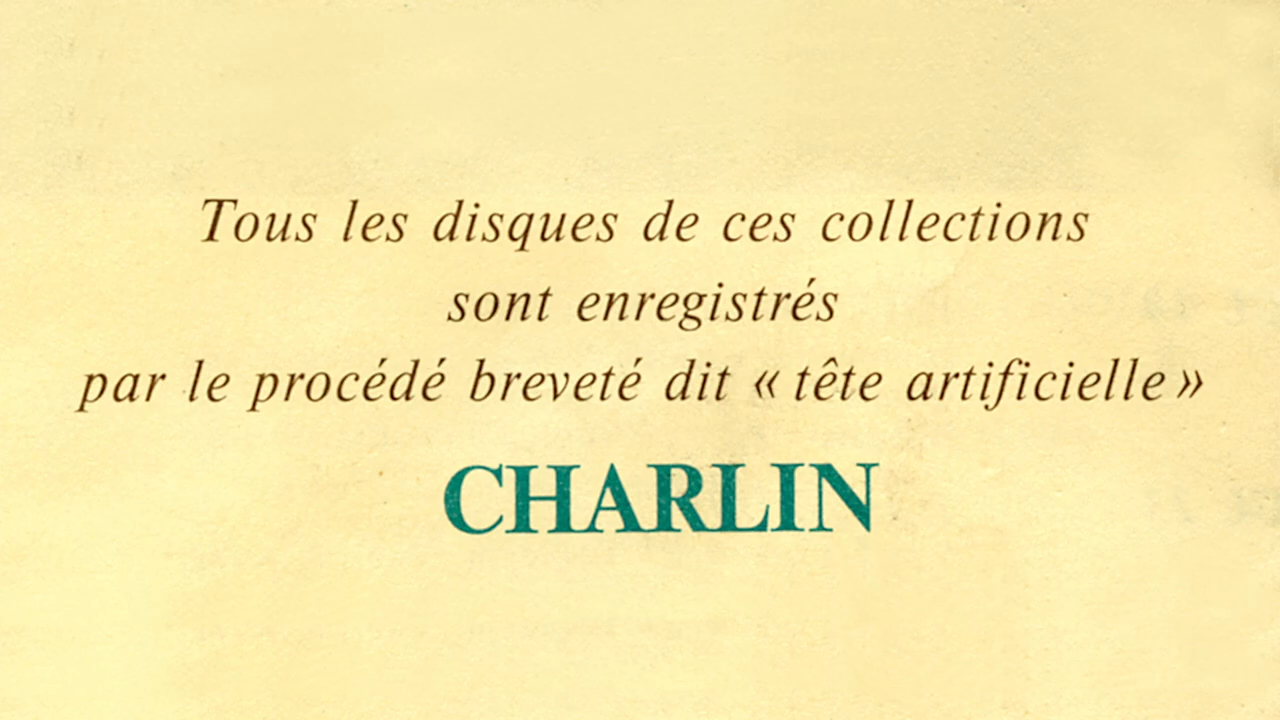 Tous les disques de ces collections
sont enregistrés
par le procédé breveté dit « tête artificielle »
CHARLIN